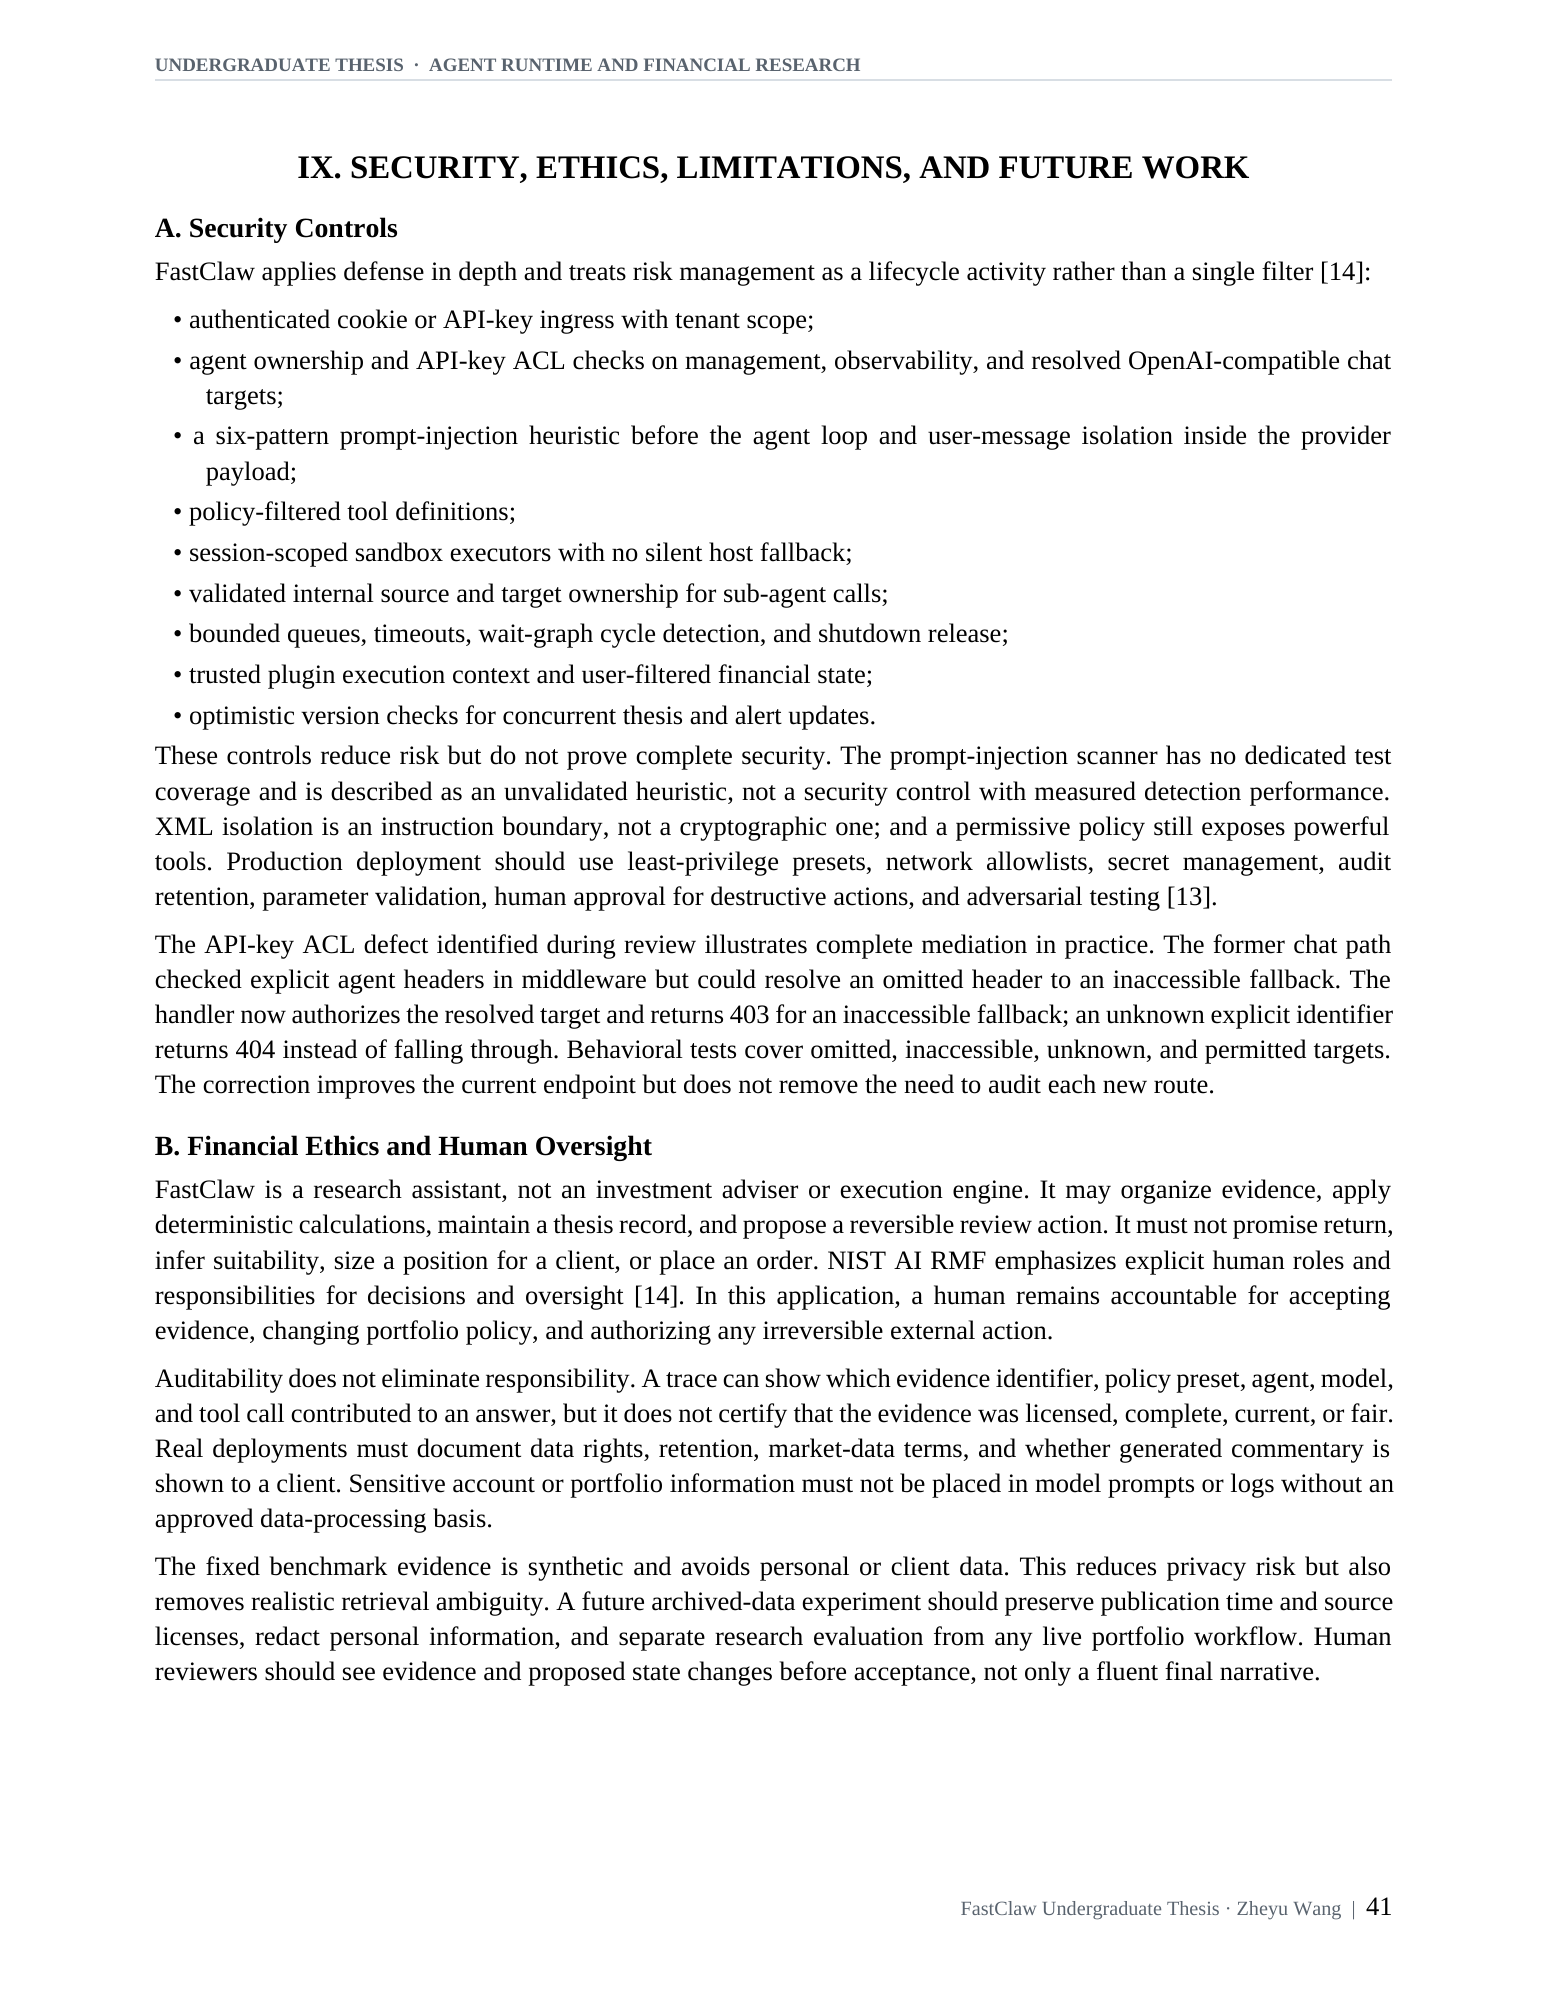 UNDERGRADUATE THESIS · AGENT RUNTIME AND FINANCIAL RESEARCH
IX. SECURITY, ETHICS, LIMITATIONS, AND FUTURE WORK
A. Security Controls
FastClaw applies defense in depth and treats risk management as a lifecycle activity rather than a single filter [14]:
• authenticated cookie or API-key ingress with tenant scope;
• agent ownership and API-key ACL checks on management, observability, and resolved OpenAI-compatible chat
targets;
• a six-pattern prompt-injection heuristic before the agent loop and user-message isolation inside the provider
payload;
• policy-filtered tool definitions;
• session-scoped sandbox executors with no silent host fallback;
• validated internal source and target ownership for sub-agent calls;
• bounded queues, timeouts, wait-graph cycle detection, and shutdown release;
• trusted plugin execution context and user-filtered financial state;
• optimistic version checks for concurrent thesis and alert updates.
These controls reduce risk but do not prove complete security. The prompt-injection scanner has no dedicated test
coverage and is described as an unvalidated heuristic, not a security control with measured detection performance.
XML isolation is an instruction boundary, not a cryptographic one; and a permissive policy still exposes powerful
tools. Production deployment should use least-privilege presets, network allowlists, secret management, audit
retention, parameter validation, human approval for destructive actions, and adversarial testing [13].
The API-key ACL defect identified during review illustrates complete mediation in practice. The former chat path
checked explicit agent headers in middleware but could resolve an omitted header to an inaccessible fallback. The
handler now authorizes the resolved target and returns 403 for an inaccessible fallback; an unknown explicit identifier
returns 404 instead of falling through. Behavioral tests cover omitted, inaccessible, unknown, and permitted targets.
The correction improves the current endpoint but does not remove the need to audit each new route.
B. Financial Ethics and Human Oversight
FastClaw is a research assistant, not an investment adviser or execution engine. It may organize evidence, apply
deterministic calculations, maintain a thesis record, and propose a reversible review action. It must not promise return,
infer suitability, size a position for a client, or place an order. NIST AI RMF emphasizes explicit human roles and
responsibilities for decisions and oversight [14]. In this application, a human remains accountable for accepting
evidence, changing portfolio policy, and authorizing any irreversible external action.
Auditability does not eliminate responsibility. A trace can show which evidence identifier, policy preset, agent, model,
and tool call contributed to an answer, but it does not certify that the evidence was licensed, complete, current, or fair.
Real deployments must document data rights, retention, market-data terms, and whether generated commentary is
shown to a client. Sensitive account or portfolio information must not be placed in model prompts or logs without an
approved data-processing basis.
The fixed benchmark evidence is synthetic and avoids personal or client data. This reduces privacy risk but also
removes realistic retrieval ambiguity. A future archived-data experiment should preserve publication time and source
licenses, redact personal information, and separate research evaluation from any live portfolio workflow. Human
reviewers should see evidence and proposed state changes before acceptance, not only a fluent final narrative.
FastClaw Undergraduate Thesis · Zheyu Wang | 41